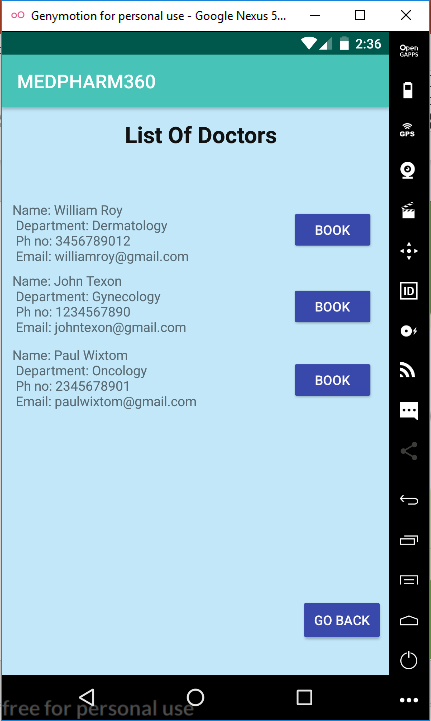 Genymotion for personal use - Google Nexus 5...
2:36
MEDPHARM360
List Of Doctors
Name: William Roy
Department: Dermatology
Ph no: 3456789012
Email: williamroy@gmail.com
BOOK
Name: John Texon
Department: Gynecology
Ph no: 1234567890
Email: johntexon@gmail.com
BOOK
Name: Paul Wixtom
Department: Oncology
Ph no: 2345678901
Email: paulwixtom@gmail.com
BOOK
GO BACK
free for personal use
Open
GAPPS
GPS
ID